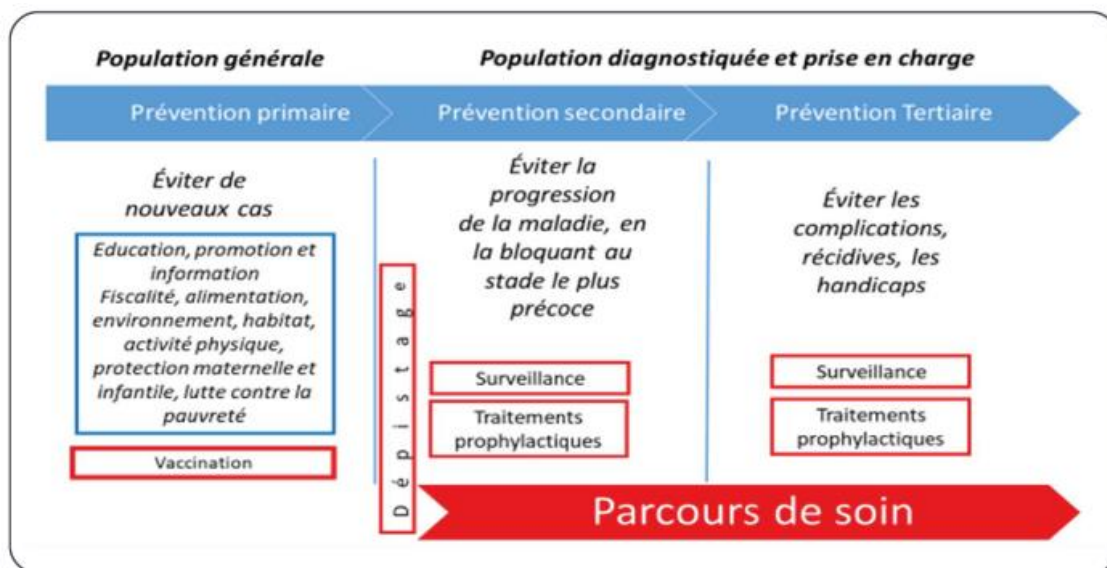 Population générale
Population diagnostiquée et prise en charge
Prévention primaire
Prévention secondaire
Prévention Tertiaire
Éviter de
nouveaux cas
Education, promotion et
information
Fiscalité, alimentation,
environnement, habitat,
activité physique,
protection maternelle et
infantile, lutte contre la
pauvreté
Vaccination
Dépistage
Éviter la
progression
de la maladie, en
la bloquant au
stade le plus
précoce
Surveillance
Traitements
prophylactiques
Éviter les
complications,
récidives, les
handicaps
Surveillance
Traitements
prophylactiques
Parcours de soin